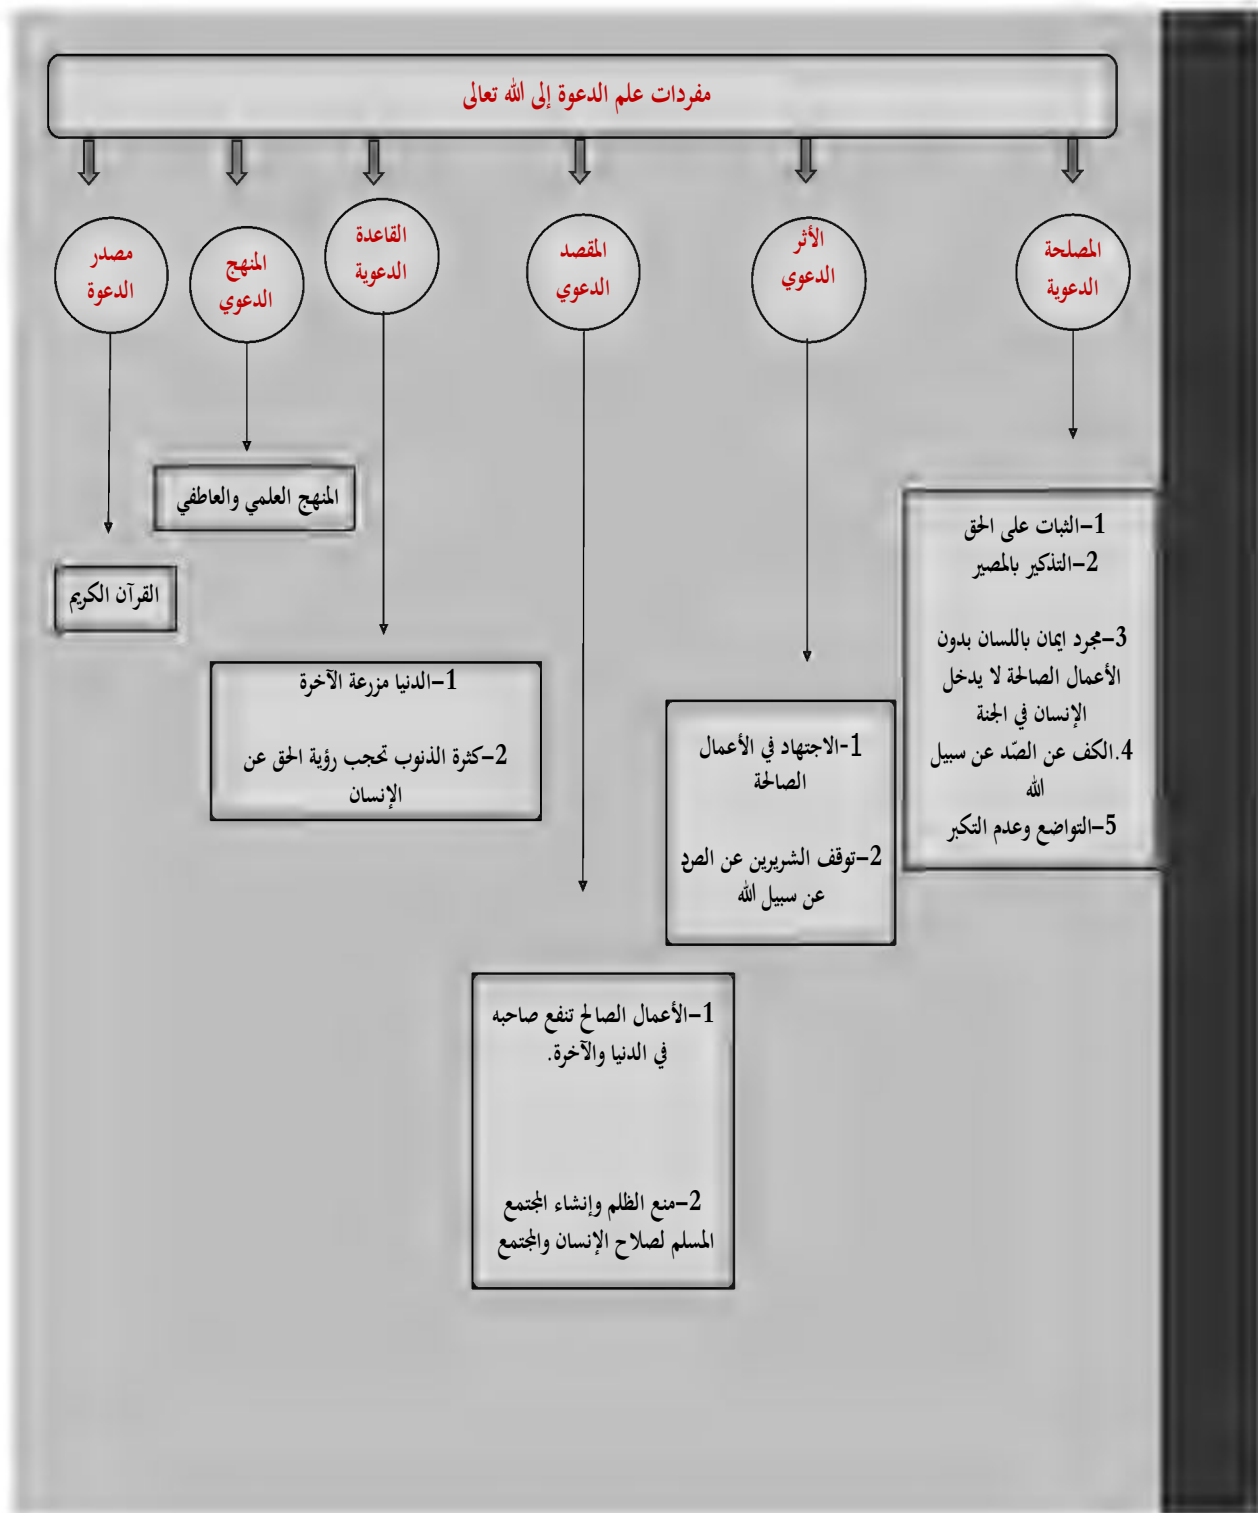 مفردات علم الدعوة إلى الله تعالى
المصلحة
الدعوية
الأثر
الدعوي
المقصد
الدعوي
القاعدة
الدعوية
المنهج
الدعوي
مصدر
الدعوة
1–الثبات على الحق
2–التذكير بالمصير
3–مجرد ايمان باللسان بدون
الأعمال الصالحة لا يدخل
الإنسان في الجنة
4.الكف عن الصّد عن سبيل
الله
5–التواضع وعدم التكبر
1-الاجتهاد في الأعمال
الصالحة
2–توقف الشريرين عن الصد
عن سبيل الله
1–الأعمال الصالح تنفع صاحبه
في الدنيا والآخرة.
2–منع الظلم وإنشاء المجتمع
المسلم لصلاح الإنسان والمجتمع
1–الدنيا مزرعة الآخرة
2–كثرة الذنوب تحجب رؤية الحق عن
الإنسان
المنهج العلمي والعاطفي
القرآن الكريم